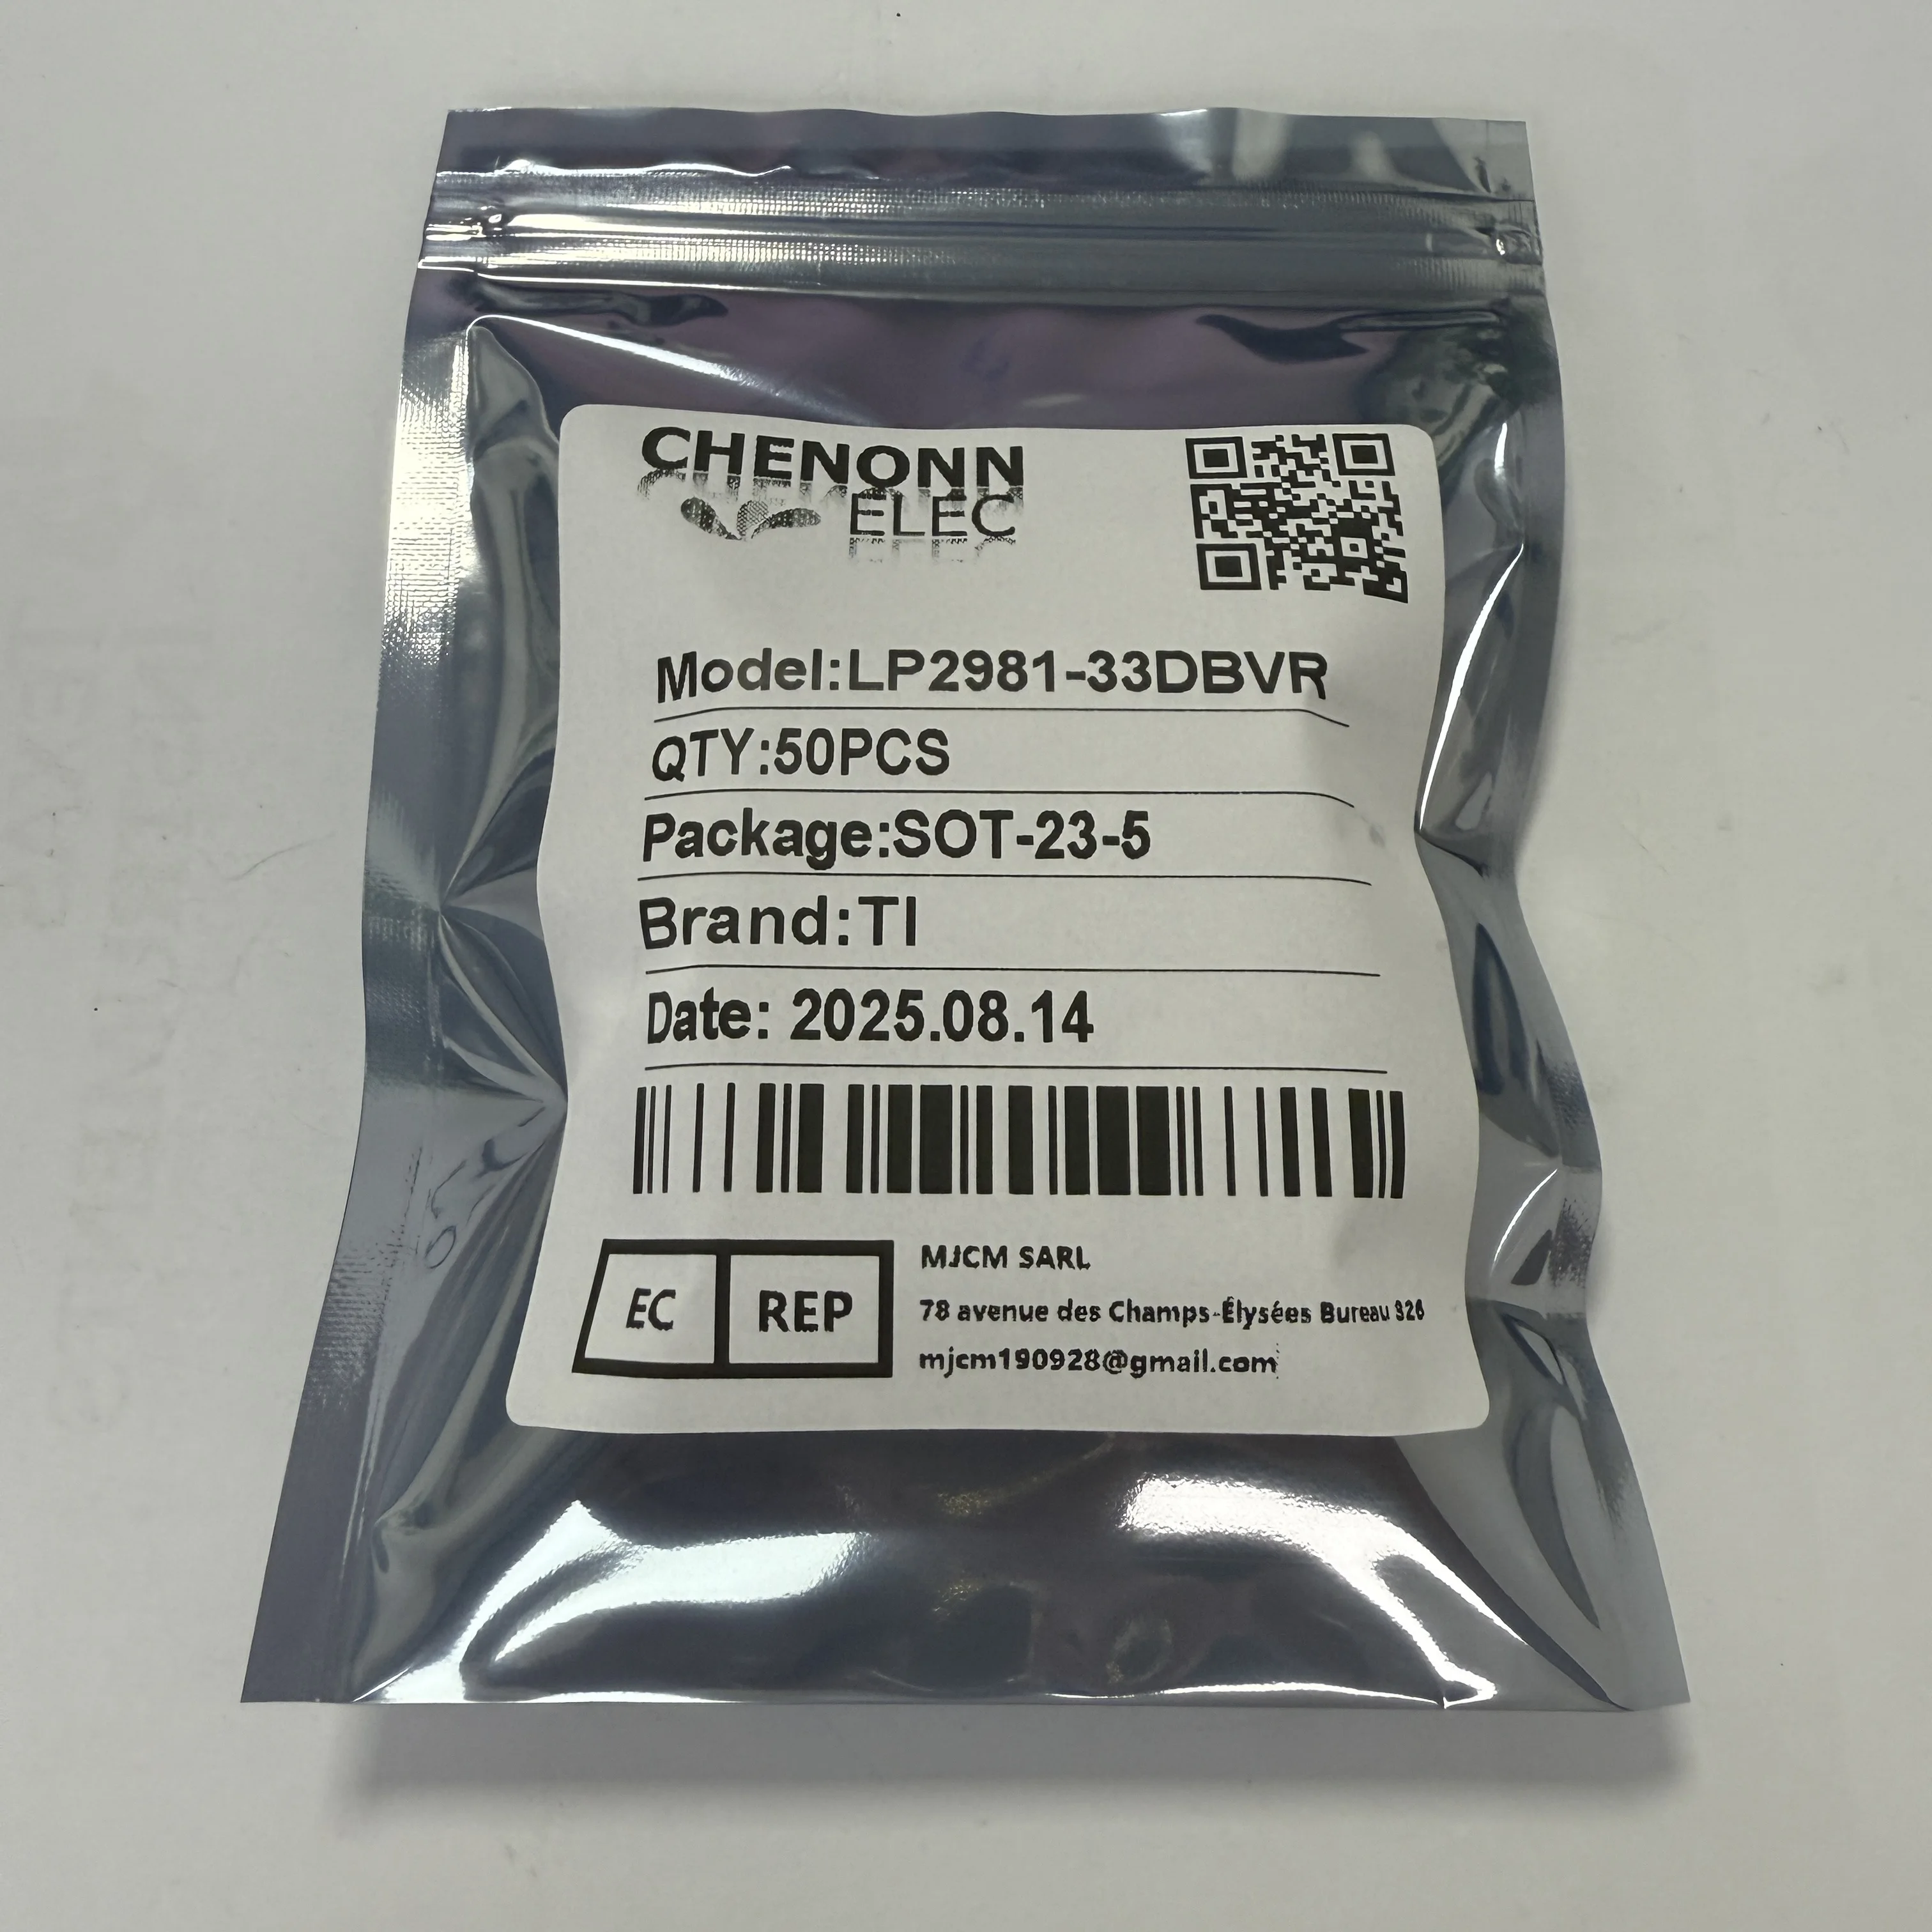 CHENONN
ELEC
Model:LP2981-33DBVR
QTY:50PCS
Package:SOT-23-5
Brand:TI
Date: 2025.08.14
EC REP
MJCM SARL
78 avenue des Champs-Élysées Bureau 326
mjcm190928@gmail.com